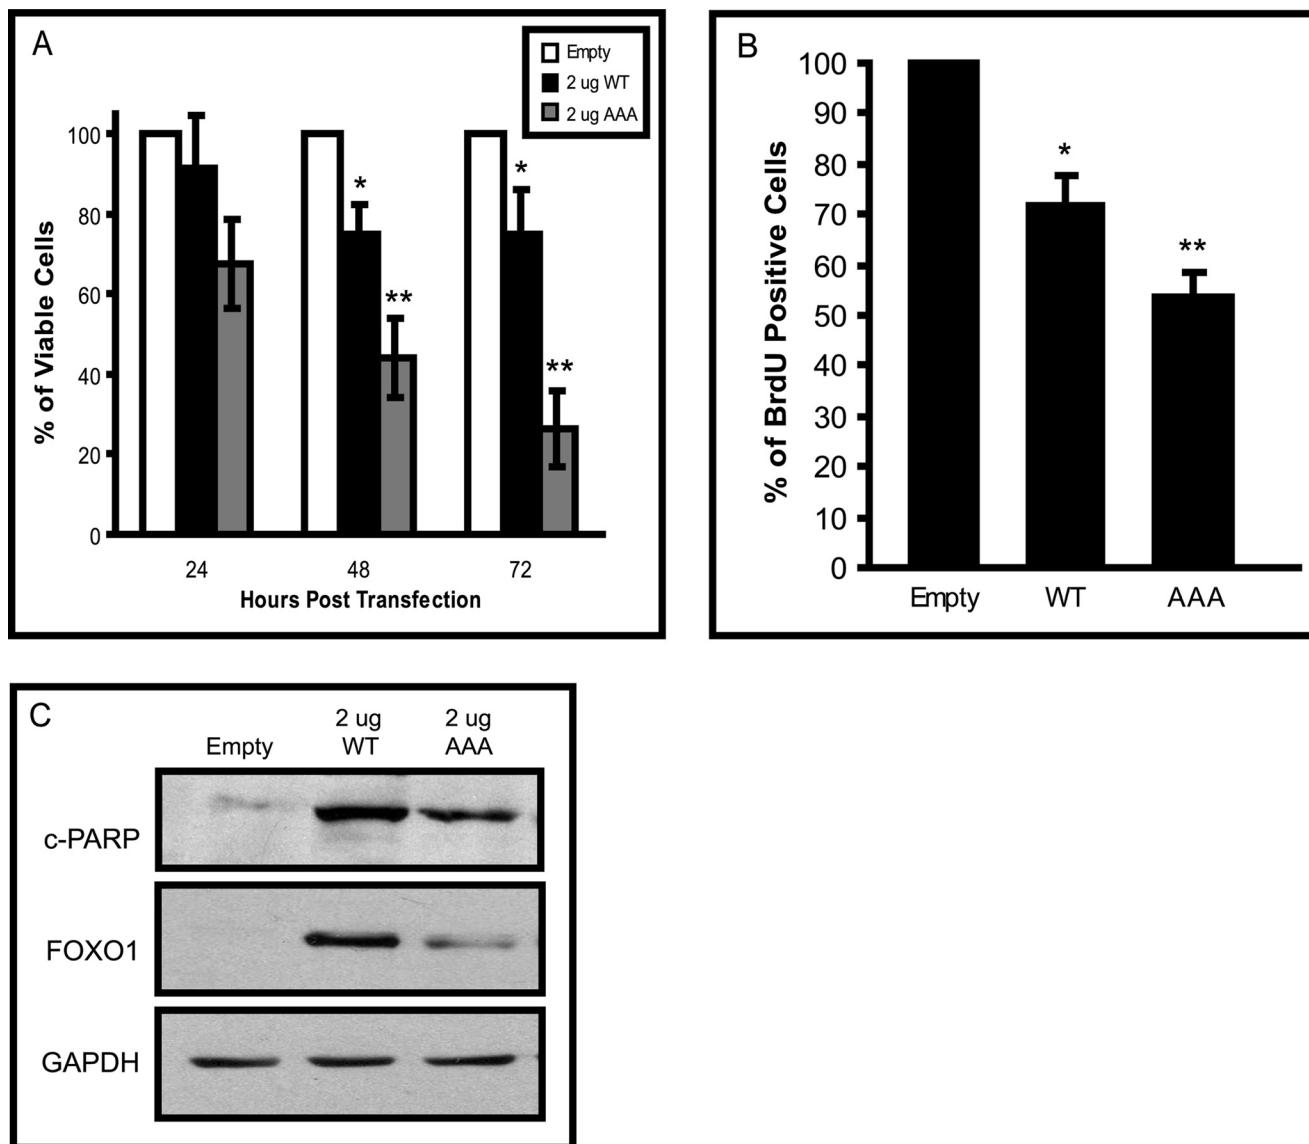 A
Empty
2 ug WT
2 ug AAA
% of Viable Cells
100
80
60
40
20
0
*
**
*
**
24 48 72
Hours Post Transfection
B
% of BrdU Positive Cells
100
90
80
70
60
50
40
30
20
10
0
*
**
Empty WT AAA
C
2 ug 2 ug
Empty WT AAA
c-PARP
FOXO1
GAPDH